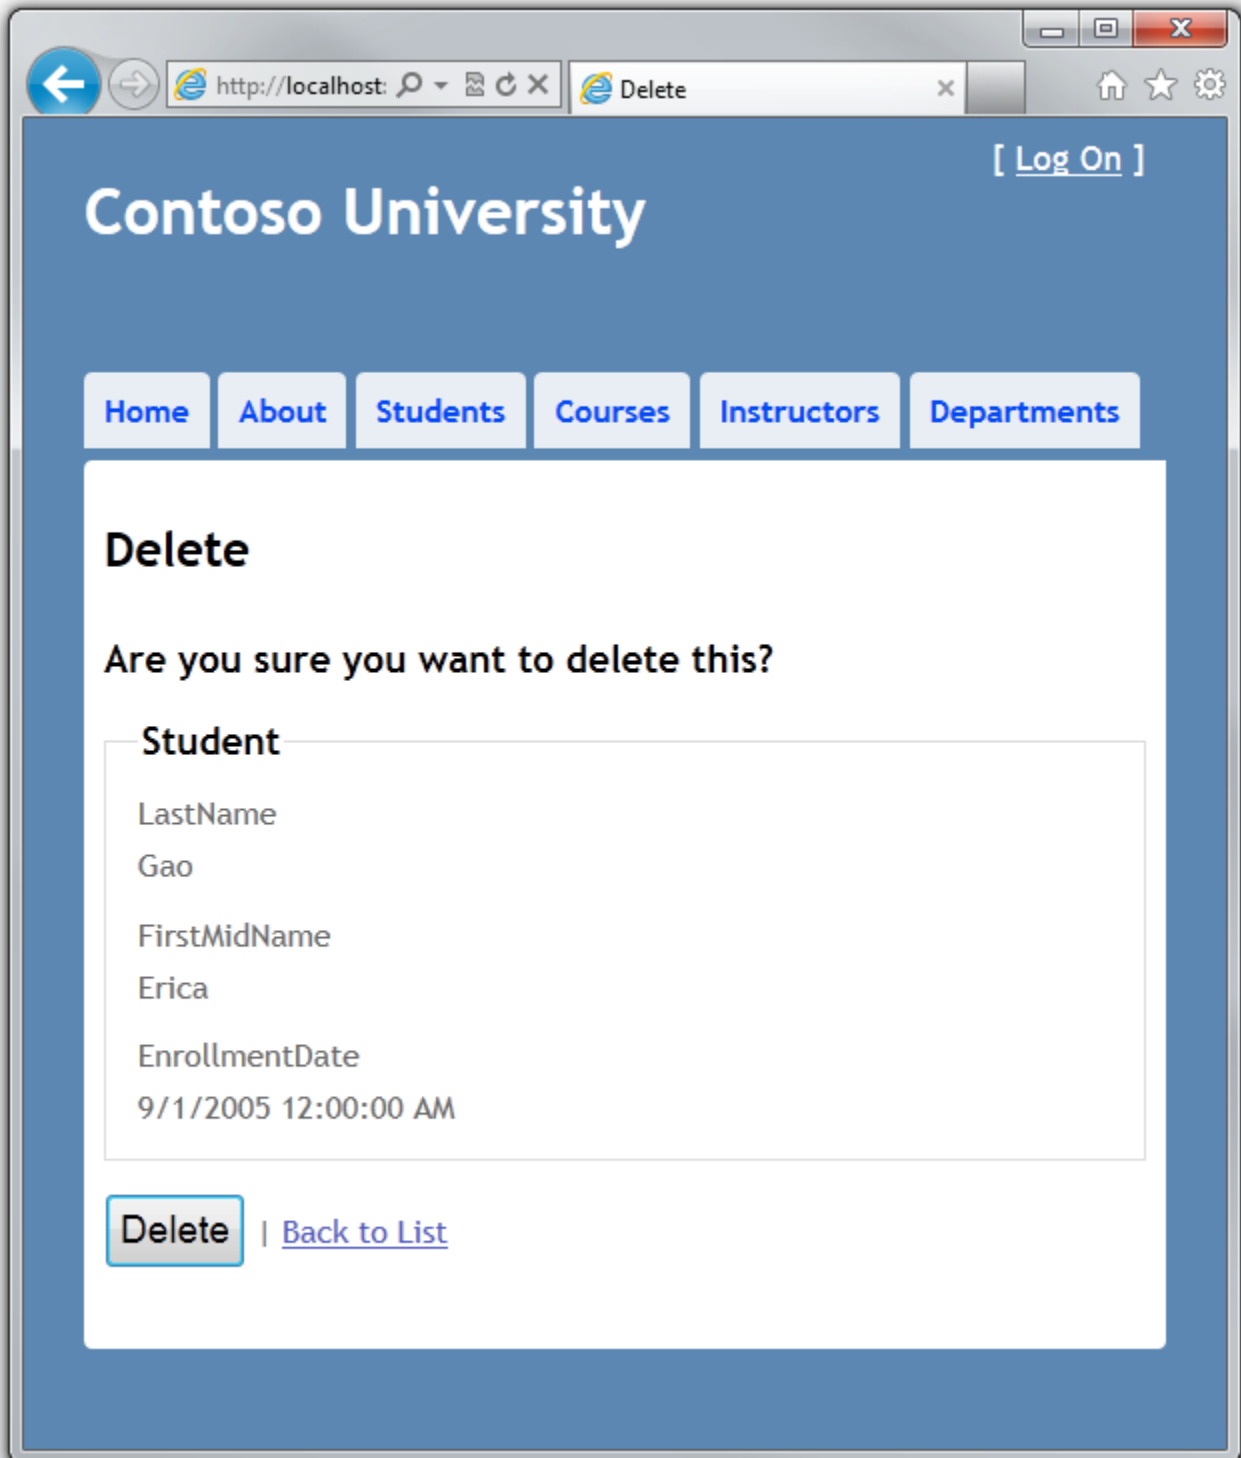 http://localhost:
Delete
[ Log On ]
Contoso University
Home About Students Courses Instructors Departments
Delete
Are you sure you want to delete this?
Student
LastName
Gao
FirstMidName
Erica
EnrollmentDate
9/1/2005 12:00:00 AM
Delete | Back to List